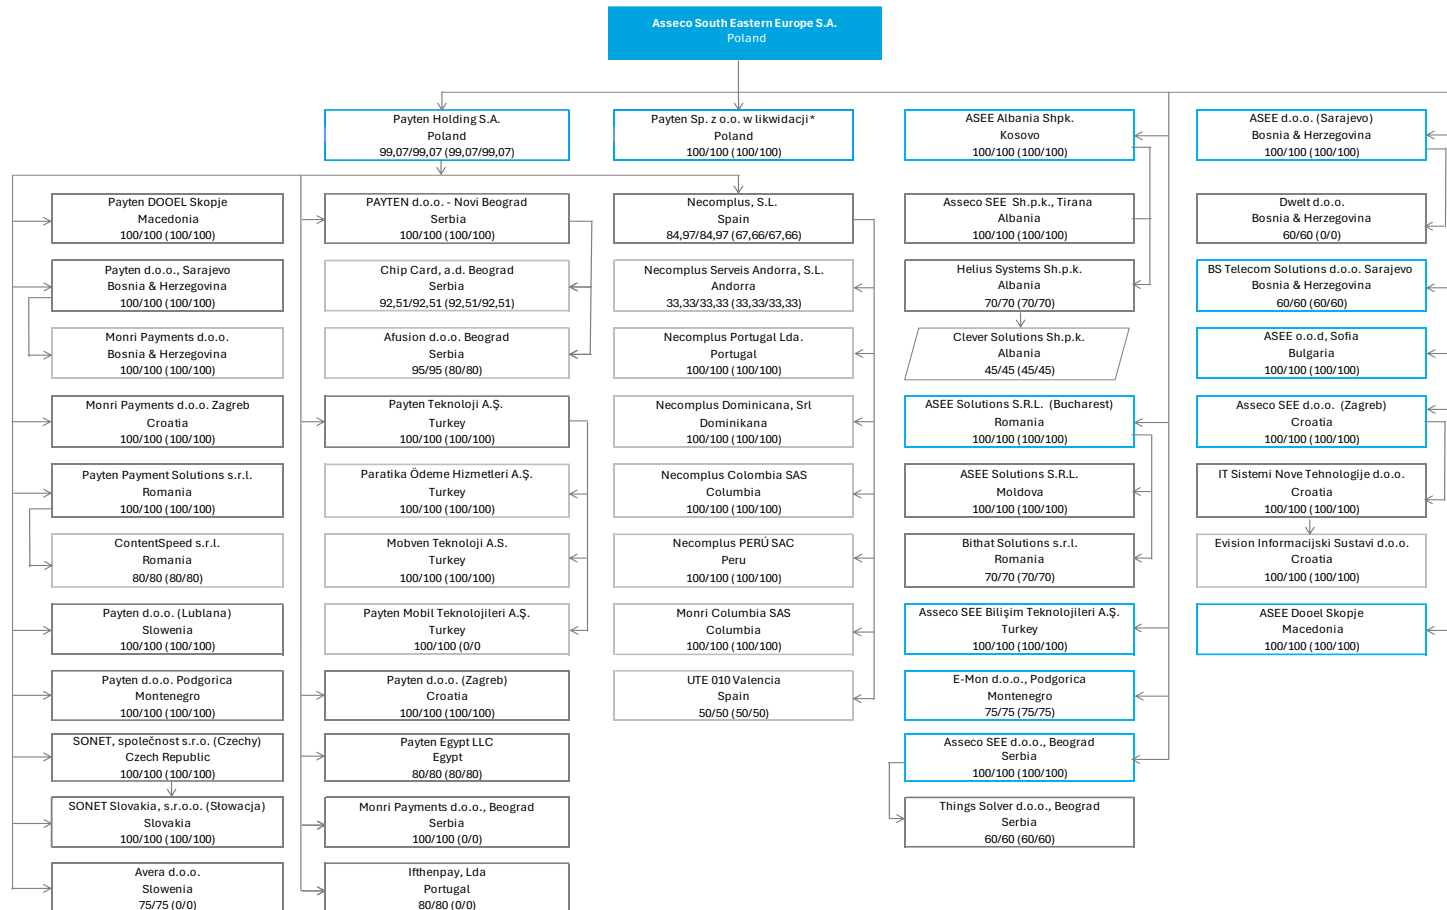 Asseco South Eastern Europe S.A.
Poland
Payten Holding S.A.
Poland
99,07/99,07 (99,07/99,07)
Payten Sp. z o.o. w likwidacji*
Poland
100/100 (100/100)
ASEE Albania Shpk.
Kosovo
100/100 (100/100)
ASEE d.o.o. (Sarajevo)
Bosnia & Herzegovina
100/100 (100/100)
Payten DOOEL Skopje
Macedonia
100/100 (100/100)
Payten d.o.o., Sarajevo
Bosnia & Herzegovina
100/100 (100/100)
Monri Payments d.o.o.
Bosnia & Herzegovina
100/100 (100/100)
Monri Payments d.o.o. Zagreb
Croatia
100/100 (100/100)
Payten Payment Solutions s.r.l.
Romania
100/100 (100/100)
ContentSpeed s.r.l.
Romania
80/80 (80/80)
Payten d.o.o. (Lublana)
Slowenia
100/100 (100/100)
Payten d.o.o. Podgorica
Montenegro
100/100 (100/100)
SONET, společnost s.r.o. (Czechy)
Czech Republic
100/100 (100/100)
SONET Slovakia, s.r.o.o. (Słowacja)
Slovakia
100/100 (100/100)
Avera d.o.o.
Slowenia
75/75 (0/0)
PAYTEN d.o.o. - Novi Beograd
Serbia
100/100 (100/100)
Chip Card, a.d. Beograd
Serbia
92,51/92,51 (92,51/92,51)
Afusion d.o.o. Beograd
Serbia
95/95 (80/80)
Payten Teknoloji A.Ş.
Turkey
100/100 (100/100)
Paratika Ödeme Hizmetleri A.Ş.
Turkey
100/100 (100/100)
Mobven Teknoloji A.S.
Turkey
100/100 (100/100)
Payten Mobil Teknolojileri A.Ş.
Turkey
100/100 (0/0
Payten d.o.o. (Zagreb)
Croatia
100/100 (100/100)
Payten Egypt LLC
Egypt
80/80 (80/80)
Monri Payments d.o.o., Beograd
Serbia
100/100 (0/0)
Ifthenpay, Lda
Portugal
80/80 (0/0)
Necomplus, S.L.
Spain
84,97/84,97 (67,66/67,66)
Necomplus Serveis Andorra, S.L.
Andorra
33,33/33,33 (33,33/33,33)
Necomplus Portugal Lda.
Portugal
100/100 (100/100)
Necomplus Dominicana, Srl
Dominikana
100/100 (100/100)
Necomplus Colombia SAS
Columbia
100/100 (100/100)
Necomplus PERÚ SAC
Peru
100/100 (100/100)
Monri Columbia SAS
Columbia
100/100 (100/100)
UTE 010 Valencia
Spain
50/50 (50/50)
Asseco SEE Sh.p.k., Tirana
Albania
100/100 (100/100)
Helius Systems Sh.p.k.
Albania
70/70 (70/70)
Clever Solutions Sh.p.k.
Albania
45/45 (45/45)
ASEE Solutions S.R.L. (Bucharest)
Romania
100/100 (100/100)
ASEE Solutions S.R.L.
Moldova
100/100 (100/100)
Bithat Solutions s.r.l.
Romania
70/70 (70/70)
Asseco SEE Bilişim Teknolojileri A.Ş.
Turkey
100/100 (100/100)
E-Mon d.o.o., Podgorica
Montenegro
75/75 (75/75)
Asseco SEE d.o.o., Beograd
Serbia
100/100 (100/100)
Things Solver d.o.o., Beograd
Serbia
60/60 (60/60)
Dwelt d.o.o.
Bosnia & Herzegovina
60/60 (0/0)
BS Telecom Solutions d.o.o. Sarajevo
Bosnia & Herzegovina
60/60 (60/60)
ASEE o.o.d, Sofia
Bulgaria
100/100 (100/100)
Asseco SEE d.o.o. (Zagreb)
Croatia
100/100 (100/100)
IT Sistemi Nove Tehnologije d.o.o.
Croatia
100/100 (100/100)
Evision Informacijski Sustavi d.o.o.
Croatia
100/100 (100/100)
ASEE Dooel Skopje
Macedonia
100/100 (100/100)